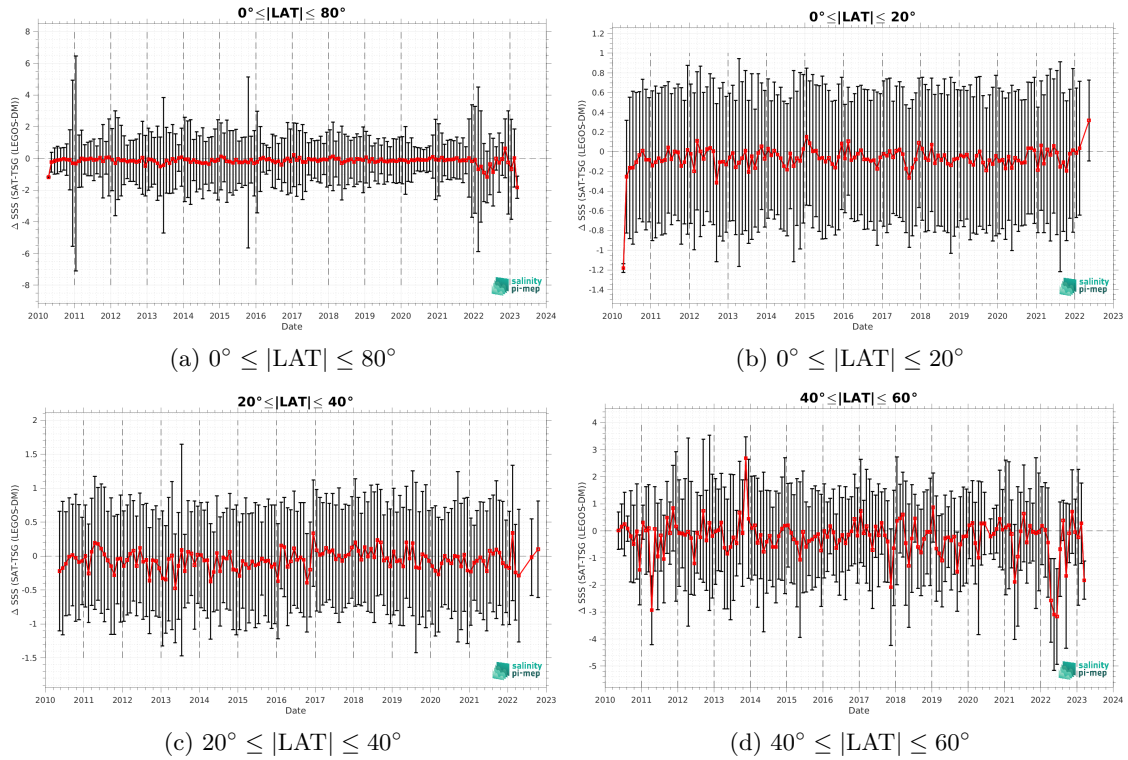 0°≤|LAT|≤ 80°
Δ SSS (SAT-TSG (LEGOS-DM))
8
6
4
2
0
-2
-4
-6
-8
salinity
pi-mep
2010 2011 2012 2013 2014 2015 2016 2017 2018 2019 2020 2021 2022 2023 2024
Date
(a) 0° ≤ |LAT| ≤ 80°
0°≤|LAT|≤ 20°
Δ SSS (SAT-TSG (LEGOS-DM))
1.2
1
0.8
0.6
0.4
0.2
0
-0.2
-0.4
-0.6
-0.8
-1
-1.2
-1.4
salinity
pi-mep
2010 2011 2012 2013 2014 2015 2016 2017 2018 2019 2020 2021 2022 2023
Date
(b) 0° ≤ |LAT| ≤ 20°
20°≤|LAT|≤ 40°
Δ SSS (SAT-TSG (LEGOS-DM))
2
1.5
1
0.5
0
-0.5
-1
-1.5
salinity
pi-mep
2010 2011 2012 2013 2014 2015 2016 2017 2018 2019 2020 2021 2022 2023
Date
(c) 20° ≤ |LAT| ≤ 40°
40°≤|LAT|≤ 60°
Δ SSS (SAT-TSG (LEGOS-DM))
4
3
2
1
0
-1
-2
-3
-4
-5
salinity
pi-mep
2010 2011 2012 2013 2014 2015 2016 2017 2018 2019 2020 2021 2022 2023 2024
Date
(d) 40° ≤ |LAT| ≤ 60°